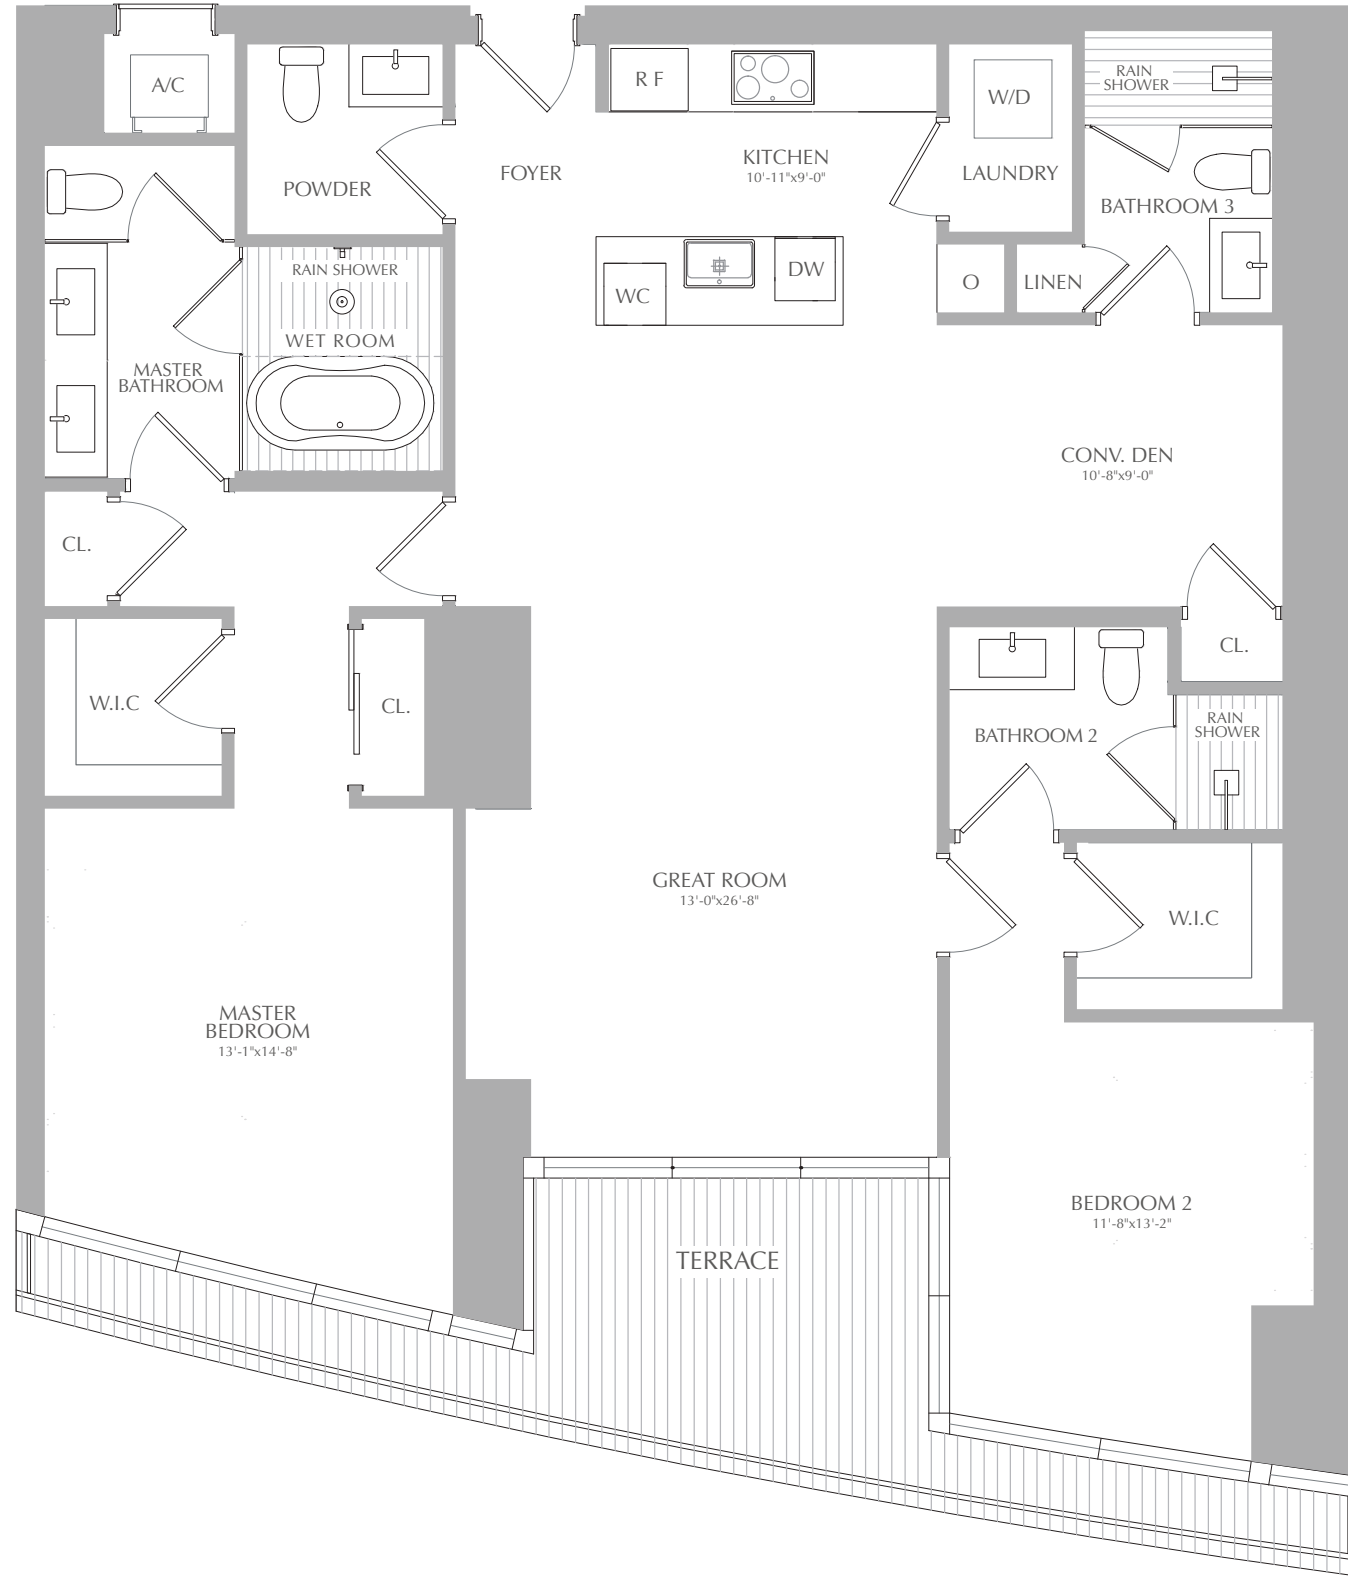 A/C
R F
RAIN
SHOWER
W/D
KITCHEN
10'-11"x9'-0"
FOYER
LAUNDRY
POWDER
BATHROOM 3
RAIN SHOWER
DW
O
LINEN
WC
WET ROOM
MASTER
BATHROOM
CONV. DEN
10'-8"x9'-0"
CL.
CL.
W.I.C
CL.
RAIN
SHOWER
BATHROOM 2
GREAT ROOM
13'-0"x26'-8"
W.I.C
MASTER
BEDROOM
13'-1"x14'-8"
BEDROOM 2
11'-8"x13'-2"
TERRACE